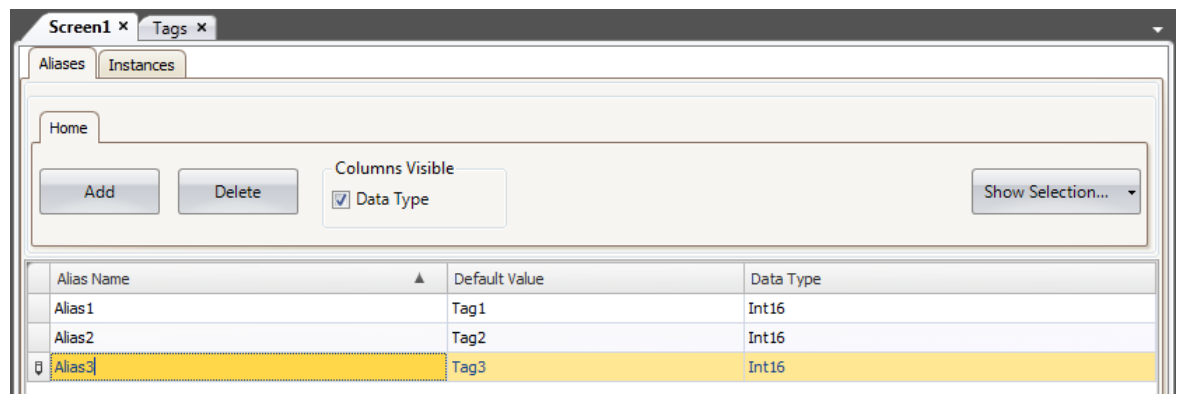 Screen1 × Tags ×
Aliases Instances
Home
Columns Visible
Add Delete Data Type Show Selection...
Alias Name Default Value Data Type
Alias1 Tag1 Int16
Alias2 Tag2 Int16
Alias3 Tag3 Int16